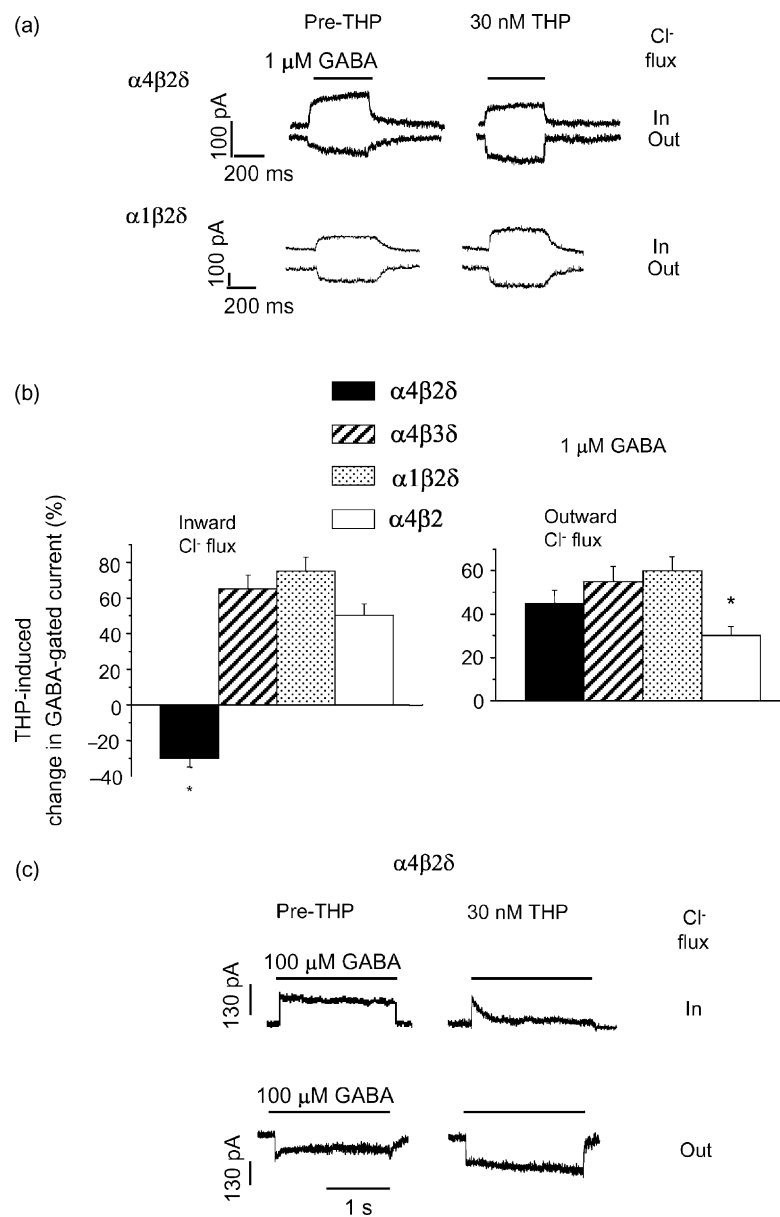 (a)
Pre-THP
30 nM THP
Cl-
flux
1 μM GABA
α4β2δ
100 pA
200 ms
In
Out
α1β2δ
100 pA
200 ms
In
Out
(b)
α4β2δ
α4β3δ
α1β2δ
α4β2
1 μM GABA
THP-induced
change in GABA-gated current (%)
Inward
Cl- flux
80
60
40
20
0
−20
−40
*
Outward
Cl- flux
60
40
20
0
*
(c)
α4β2δ
Pre-THP
30 nM THP
Cl-
flux
100 μM GABA
130 pA
In
100 μM GABA
130 pA
Out
1 s